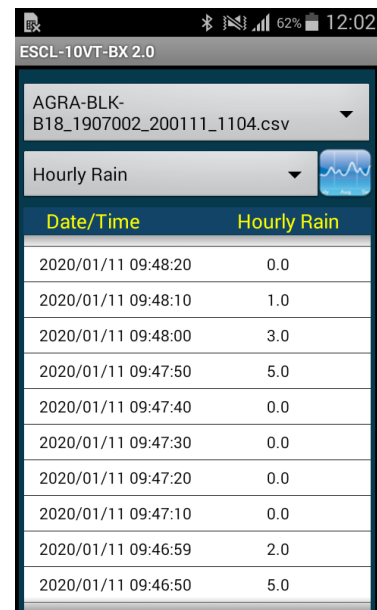 62% 12:02
ESCL-10VT-BX 2.0
AGRA-BLK-
B18_1907002_200111_1104.csv
Hourly Rain
Date/Time Hourly Rain
2020/01/11 09:48:20 0.0
2020/01/11 09:48:10 1.0
2020/01/11 09:48:00 3.0
2020/01/11 09:47:50 5.0
2020/01/11 09:47:40 0.0
2020/01/11 09:47:30 0.0
2020/01/11 09:47:20 0.0
2020/01/11 09:47:10 0.0
2020/01/11 09:46:59 2.0
2020/01/11 09:46:50 5.0